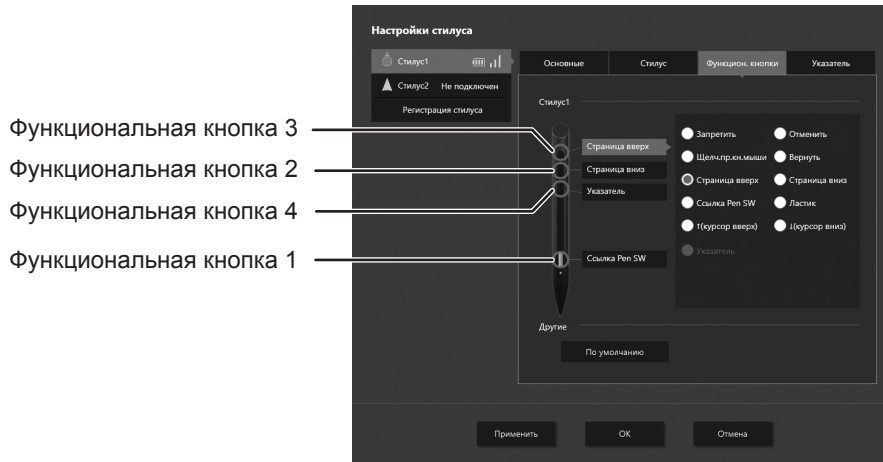 Настройки стилуса
Стилус1
Основные
Стилус
Функцион. кнопки
Указатель
Стилус2 Не подключен
Регистрация стилуса
Стилус1
Функциональная кнопка 3
Функциональная кнопка 2
Функциональная кнопка 4
Функциональная кнопка 1
Страница вверх
Страница вниз
Указатель
Ссылка Pen SW
Запретить
Отменить
Щелч.пр.кн.мыши
Вернуть
Страница вверх
Страница вниз
Ссылка Pen SW
Ластик
↑(курсор вверх)
↓(курсор вниз)
Указатель
Другие
По умолчанию
Применить
ОК
Отмена